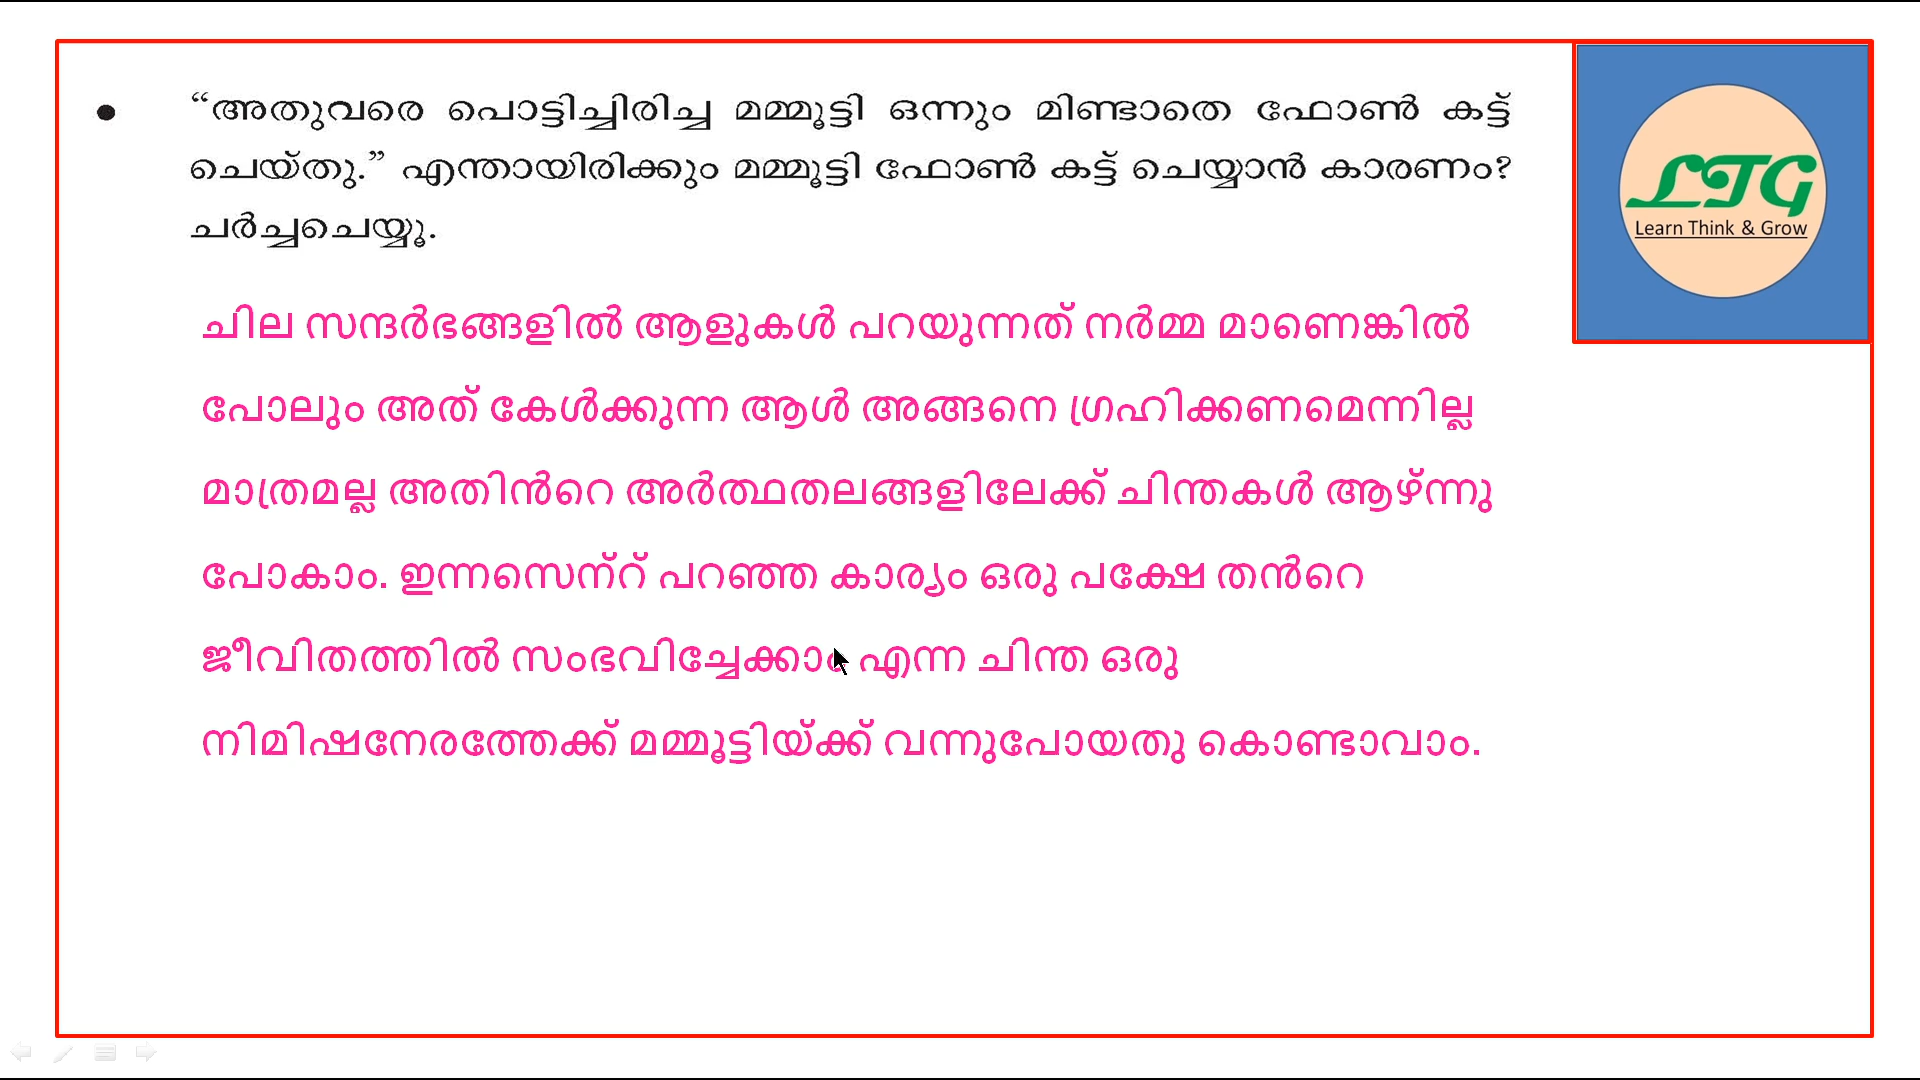 “അതുവരെ പൊട്ടിച്ചിരിച്ച മമ്മൂട്ടി ഒന്നും മിണ്ടാതെ ഫോൺ കട്ട്
ചെയ്തു.” എന്തായിരിക്കും മമ്മൂട്ടി ഫോൺ കട്ട് ചെയ്യാൻ കാരണം?
ചർച്ചചെയ്യൂ.
LTG
Learn Think & Grow
ചില സന്ദർഭങ്ങളിൽ ആളുകൾ പറയുന്നത് നർമ്മ മാണെങ്കിൽ
പോലും അത് കേൾക്കുന്ന ആൾ അങ്ങനെ ഗ്രഹിക്കണമെന്നില്ല
മാത്രമല്ല അതിൻറെ അർത്ഥതലങ്ങളിലേക്ക് ചിന്തകൾ ആഴ്ന്നു
പോകാം. ഇന്നസെന്റ് പറഞ്ഞ കാര്യം ഒരു പക്ഷേ തൻറെ
ജീവിതത്തിൽ സംഭവിച്ചേക്കാം എന്ന ചിന്ത ഒരു
നിമിഷനേരത്തേക്ക് മമ്മൂട്ടിയ്ക്ക് വന്നുപോയതു കൊണ്ടാവാം.